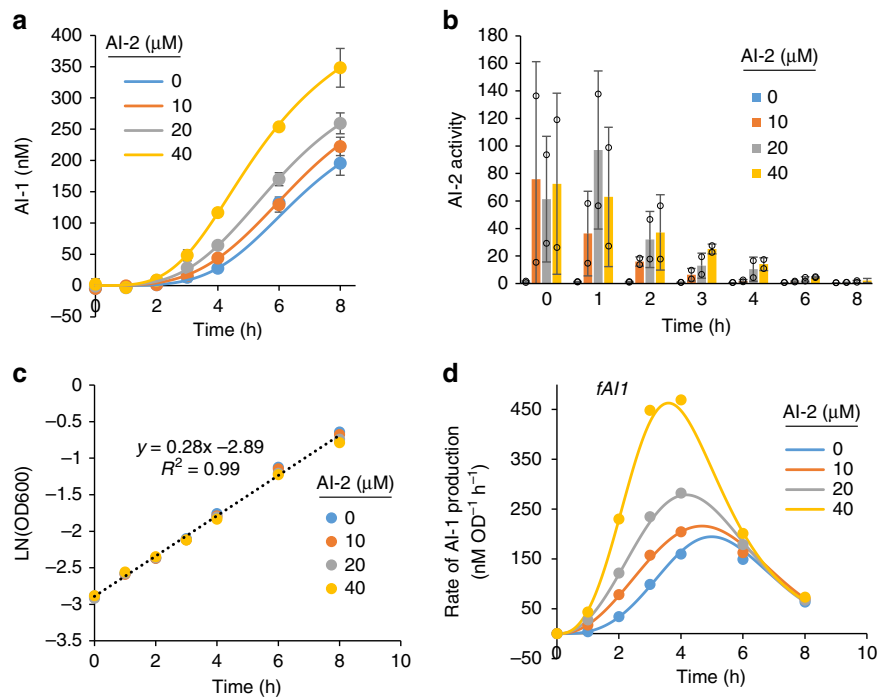 a
AI-2 (μM)
0
10
20
40
400
350
300
250
200
150
100
50
0
−50
AI-1 (nM)
0 2 4 6 8
Time (h)
b
AI-2 (μM)
0
10
20
40
180
160
140
120
100
80
60
40
20
0
AI-2 activity
0 1 2 3 4 6 8
Time (h)
c
0 2 4 6 8 10
0
−0.5
−1
−1.5
−2
−2.5
−3
−3.5
LN(OD600)
y = 0.28x −2.89
R² = 0.99
AI-2 (μM)
0
10
20
40
Time (h)
d
fAI1
AI-2 (μM)
0
10
20
40
450
350
250
150
50
−50
Rate of AI-1 production
(nM OD⁻¹ h⁻¹)
0 2 4 6 8 10
Time (h)